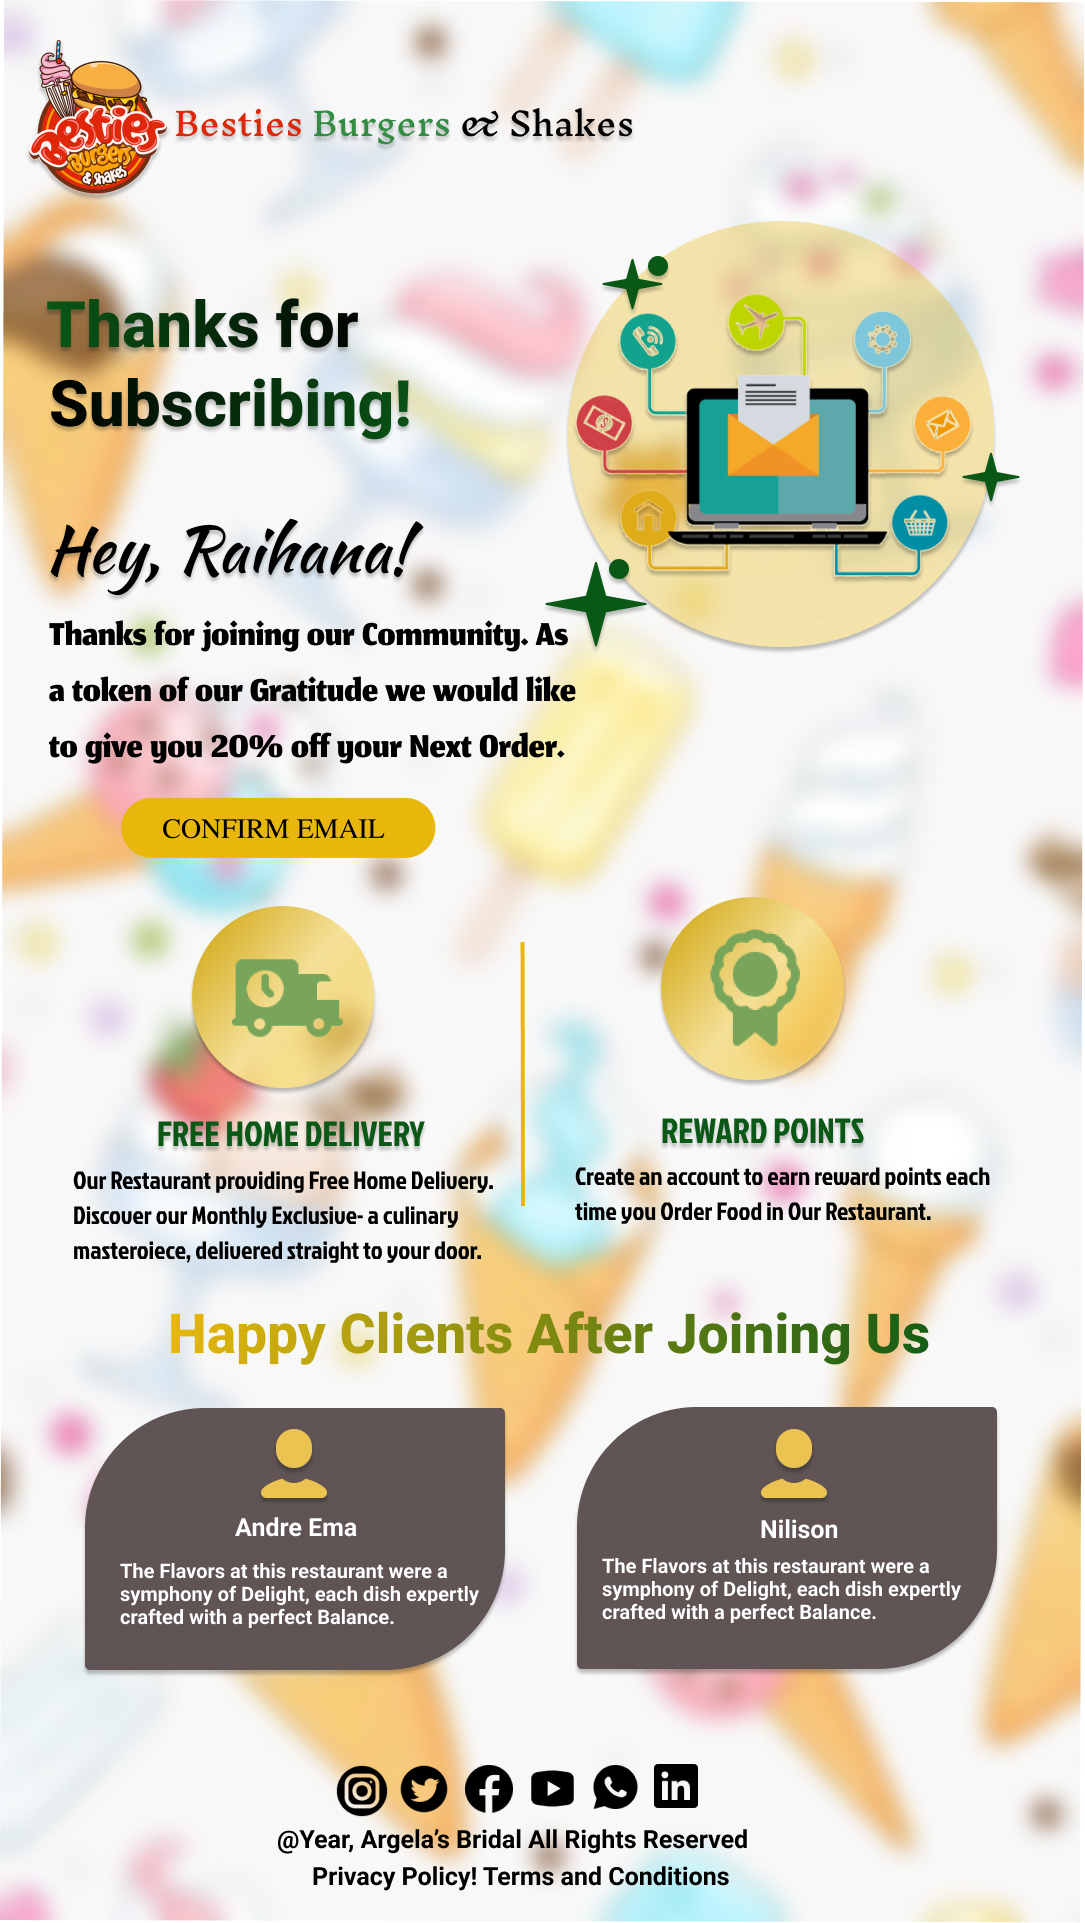 Besties
Burgers
& Shakes
Besties Burgers & Shakes
Thanks for
Subscribing!
Hey, Raihana!
Thanks for joining our Community. As
a token of our Gratitude we would like
to give you 20% off your Next Order.
CONFIRM EMAIL
FREE HOME DELIVERY
Our Restaurant providing Free Home Delivery.
Discover our Monthly Exclusive- a culinary
masteroiece, delivered straight to your door.
REWARD POINTS
Create an account to earn reward points each
time you Order Food in Our Restaurant.
Happy Clients After Joining Us
Andre Ema
The Flavors at this restaurant were a
symphony of Delight, each dish expertly
crafted with a perfect Balance.
Nilison
The Flavors at this restaurant were a
symphony of Delight, each dish expertly
crafted with a perfect Balance.
in
@Year, Argela’s Bridal All Rights Reserved
Privacy Policy! Terms and Conditions